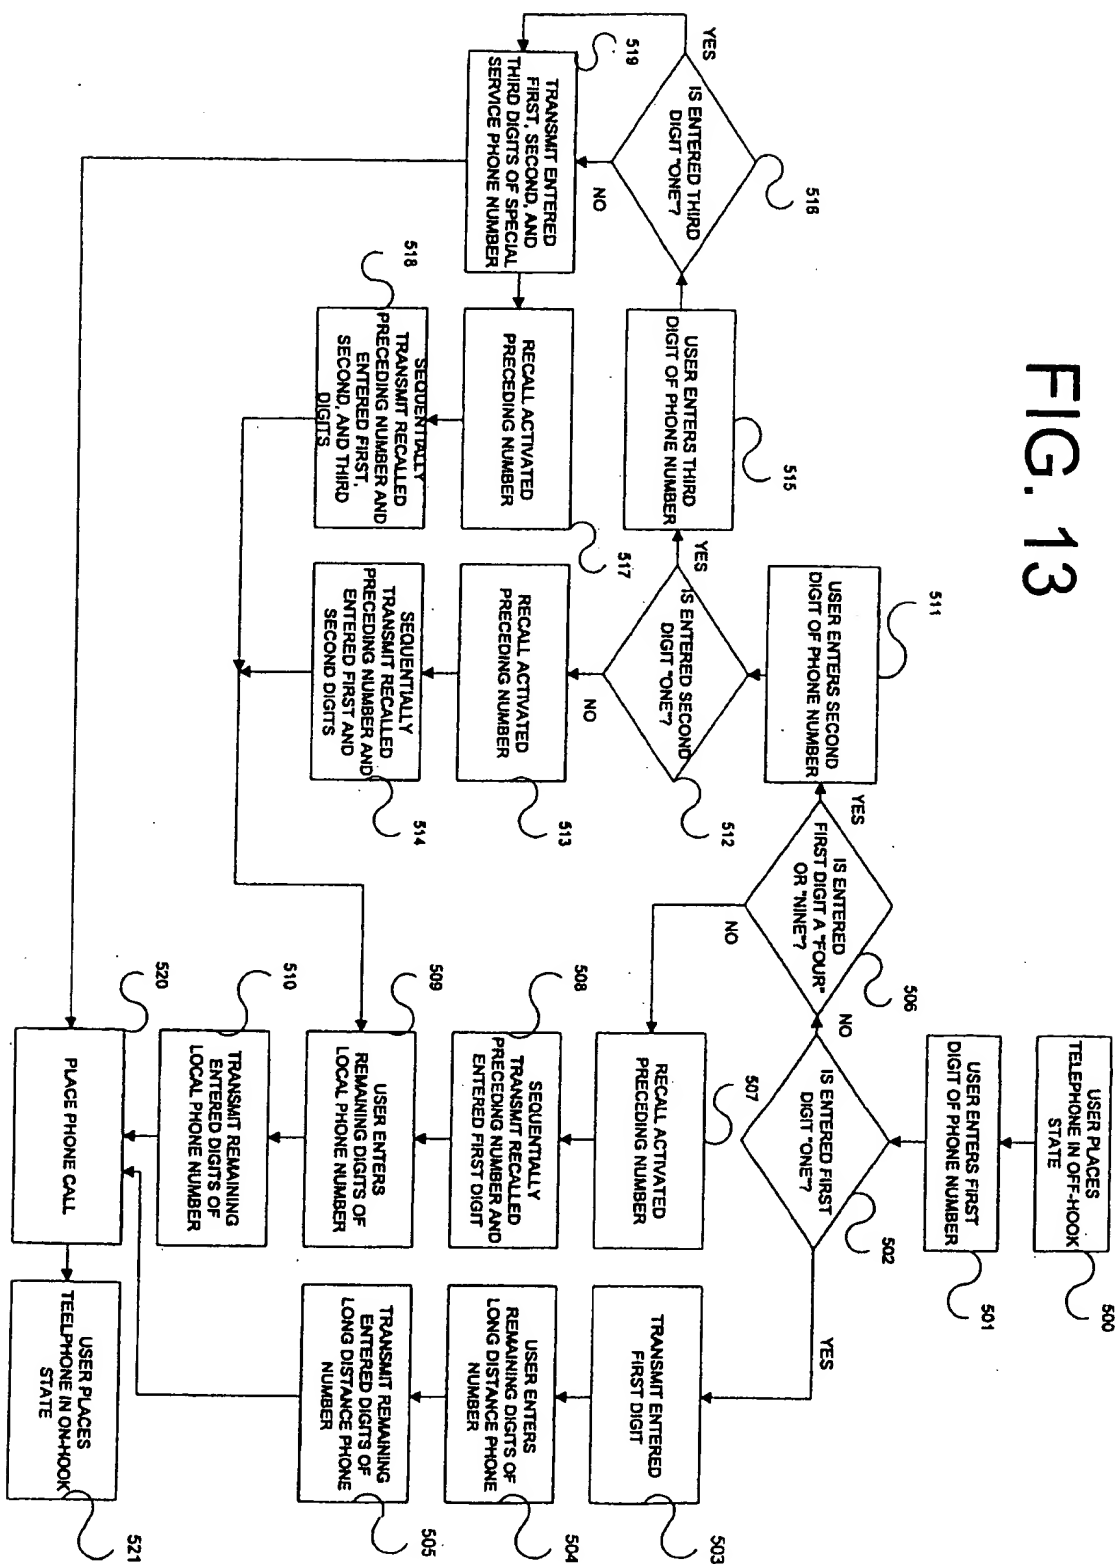 FIG. 13
500
USER PLACES
TELEPHONE IN OFF-HOOK
STATE
501
USER ENTERS FIRST
DIGIT OF PHONE NUMBER
502
IS ENTERED FIRST
DIGIT "ONE"?
YES
NO
503
TRANSMIT ENTERED
FIRST DIGIT
504
USER ENTERS
REMAINING DIGITS OF
LONG DISTANCE PHONE
NUMBER
505
TRANSMIT REMAINING
ENTERED DIGITS OF
LONG DISTANCE PHONE
NUMBER
506
IS ENTERED
FIRST DIGIT A "FOUR"
OR "NINE"?
YES
NO
507
RECALL ACTIVATED
PRECEDING NUMBER
508
SEQUENTIALLY
TRANSMIT RECALLED
PRECEDING NUMBER AND
ENTERED FIRST DIGIT
509
USER ENTERS
REMAINING DIGITS OF
LOCAL PHONE NUMBER
510
TRANSMIT REMAINING
ENTERED DIGITS OF
LOCAL PHONE NUMBER
511
USER ENTERS SECOND
DIGIT OF PHONE NUMBER
512
IS ENTERED SECOND
DIGIT "ONE"?
YES
NO
513
RECALL ACTIVATED
PRECEDING NUMBER
514
SEQUENTIALLY
TRANSMIT RECALLED
PRECEDING NUMBER AND
ENTERED FIRST AND
SECOND DIGITS
515
USER ENTERS THIRD
DIGIT OF PHONE NUMBER
516
IS ENTERED THIRD
DIGIT "ONE"?
YES
NO
517
RECALL ACTIVATED
PRECEDING NUMBER
518
SEQUENTIALLY
TRANSMIT RECALLED
PRECEDING NUMBER AND
ENTERED FIRST,
SECOND, AND THIRD
DIGITS
519
TRANSMIT ENTERED
FIRST, SECOND, AND
THIRD DIGITS OF SPECIAL
SERVICE PHONE NUMBER
520
PLACE PHONE CALL
521
USER PLACES
TEELPHONE IN ON-HOOK
STATE